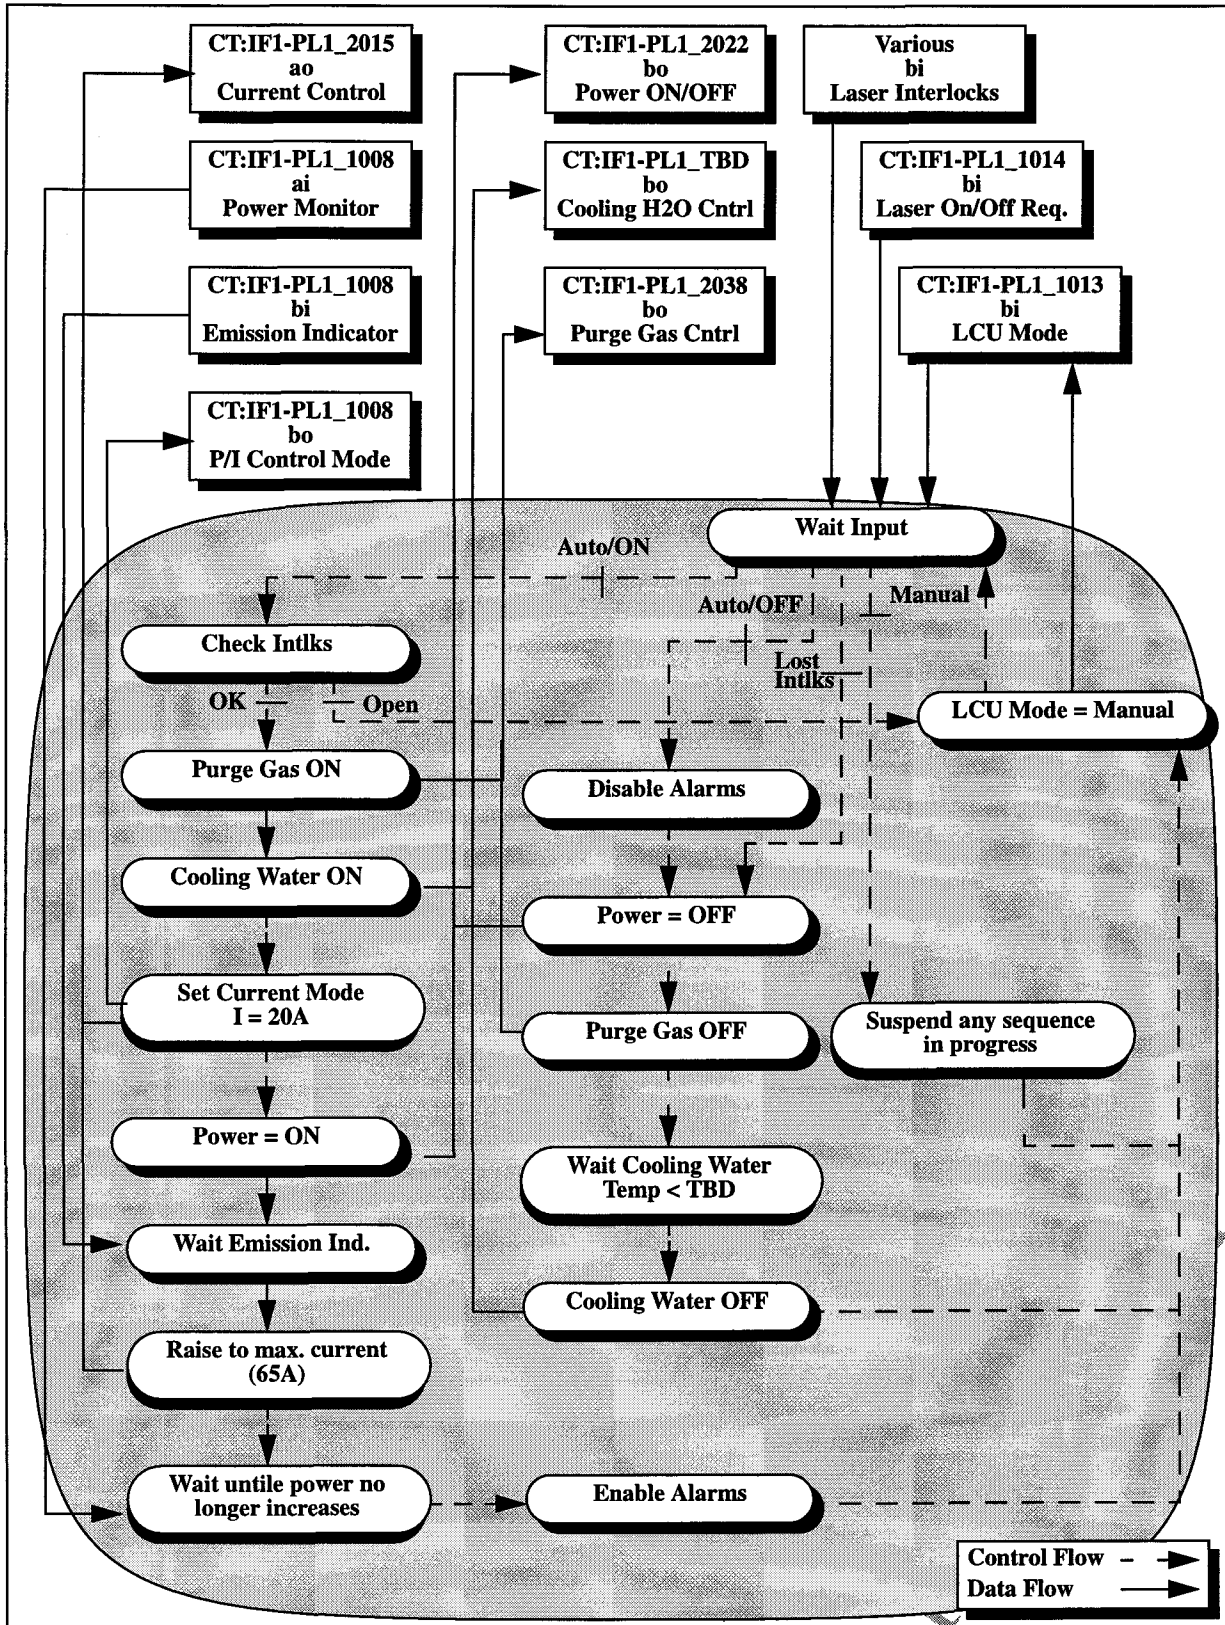 CT:IF1-PL1_2015
ao
Current Control
CT:IF1-PL1_2022
bo
Power ON/OFF
Various
bi
Laser Interlocks
CT:IF1-PL1_1008
ai
Power Monitor
CT:IF1-PL1_TBD
bo
Cooling H2O Cntrl
CT:IF1-PL1_1014
bi
Laser On/Off Req.
CT:IF1-PL1_1008
bi
Emission Indicator
CT:IF1-PL1_2038
bo
Purge Gas Cntrl
CT:IF1-PL1_1013
bi
LCU Mode
CT:IF1-PL1_1008
bo
P/I Control Mode
Wait Input
Auto/ON
Auto/OFF
Manual
Lost
Intlks
Check Intlks
OK
Open
LCU Mode = Manual
Purge Gas ON
Disable Alarms
Cooling Water ON
Power = OFF
Set Current Mode
I = 20A
Purge Gas OFF
Suspend any sequence
in progress
Power = ON
Wait Cooling Water
Temp < TBD
Wait Emission Ind.
Cooling Water OFF
Raise to max. current
(65A)
Wait untile power no
longer increases
Enable Alarms
Control Flow
Data Flow